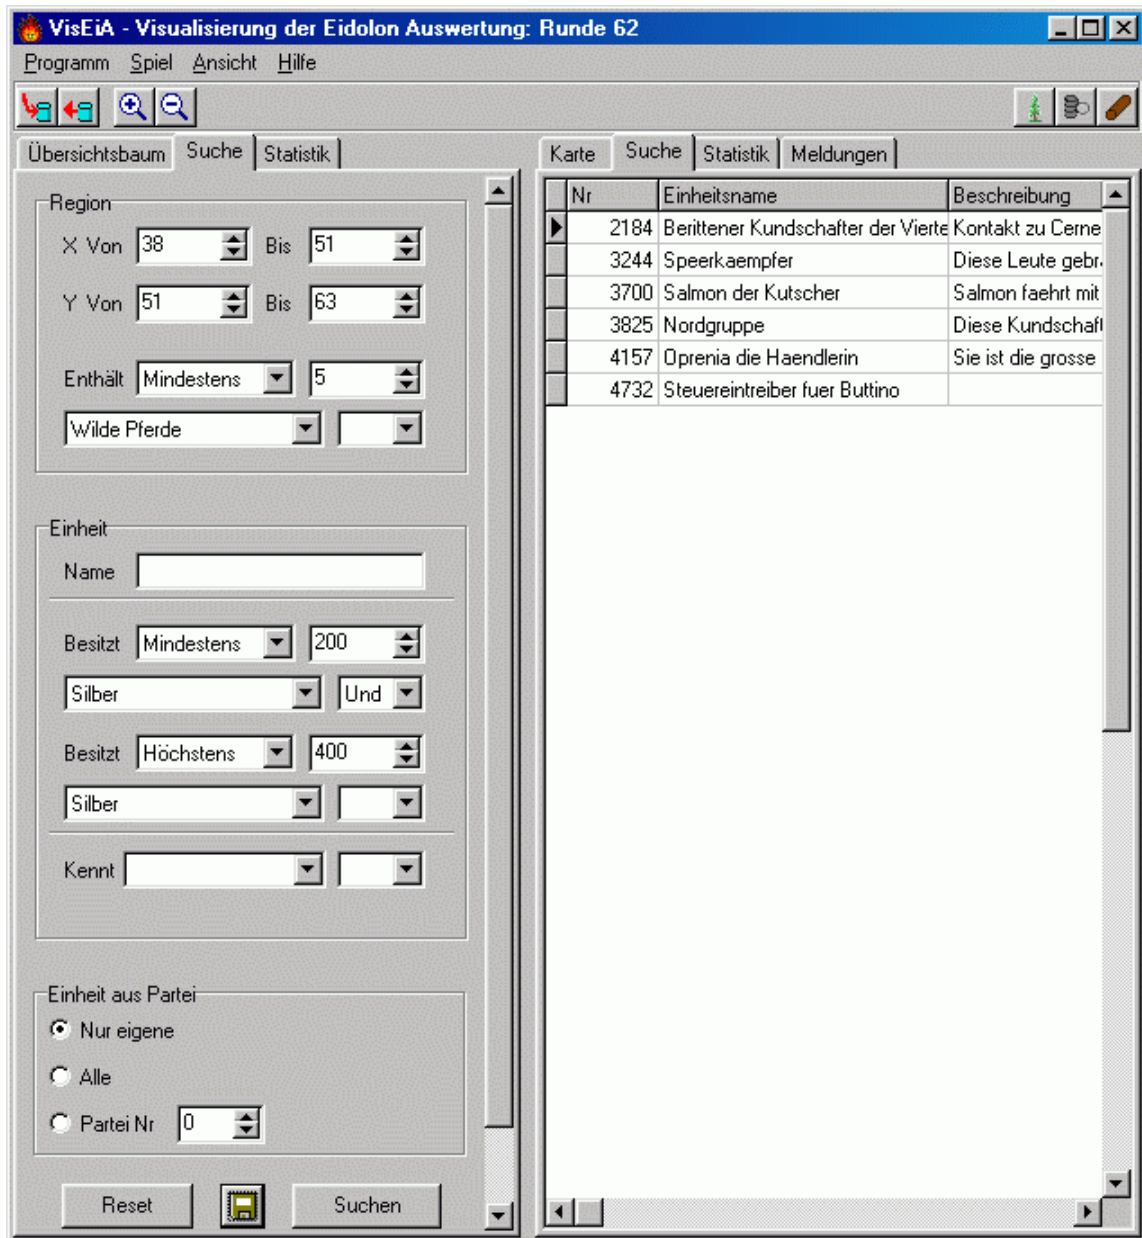 VisEiA - Visualisierung der Eidolon Auswertung: Runde 62
Programm Spiel Ansicht Hilfe
Übersichtsbaum Suche Statistik
Region
X Von 38 Bis 51
Y Von 51 Bis 63
Enthält Mindestens 5
Wilde Pferde
Einheit
Name
Besitzt Mindestens 200
Silber Und
Besitzt Höchstens 400
Silber
Kennt
Einheit aus Partei
Nur eigene
Alle
Partei Nr 0
Reset Suchen
Karte Suche Statistik Meldungen
Nr Einheitsname Beschreibung
2184 Berittener Kundschafter der Vierte Kontakt zu Cerne
3244 Speerkaempfer Diese Leute gebr
3700 Salmon der Kutscher Salmon faehrt mit
3825 Nordgruppe Diese Kundschaft
4157 Oprenia die Haendlerin Sie ist die grosse
4732 Steuereintreiber fuer Buttino